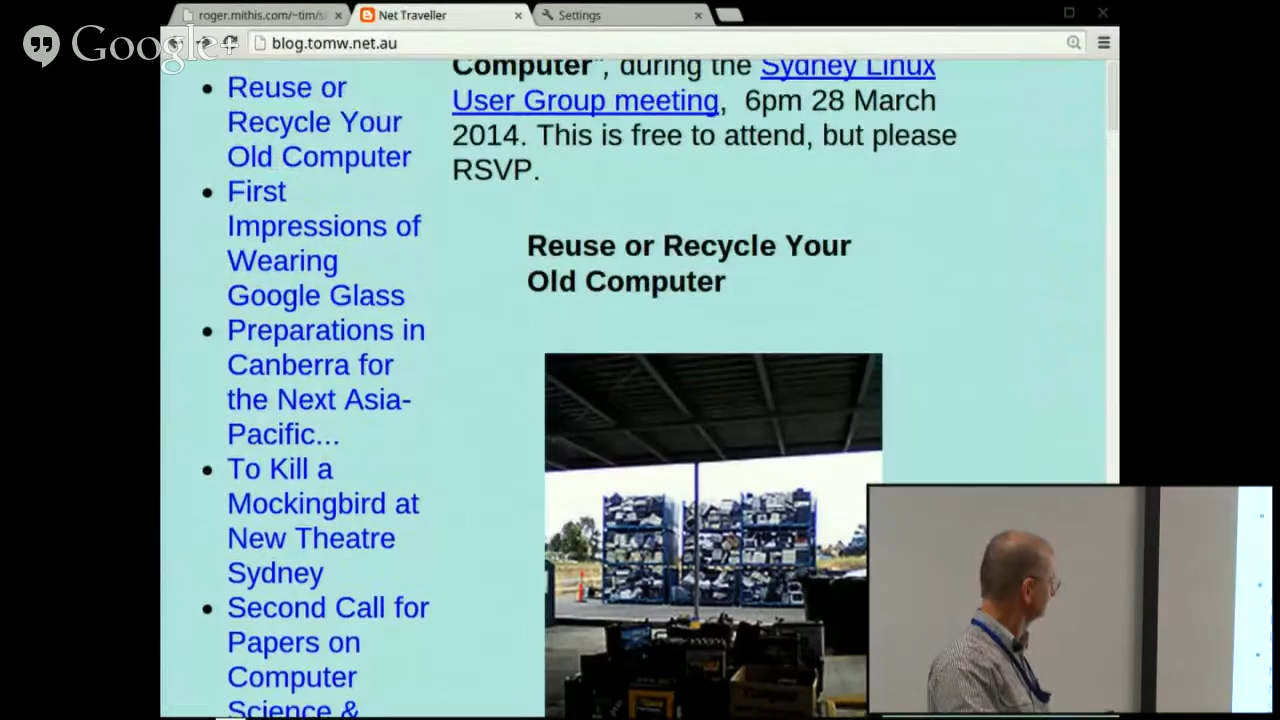 roger.mithis.com/~tim/s
Net Traveller
Settings
Google+
blog.tomw.net.au
Reuse or
Recycle Your
Old Computer
First
Impressions of
Wearing
Google Glass
Preparations in
Canberra for
the Next Asia-
Pacific...
To Kill a
Mockingbird at
New Theatre
Sydney
Second Call for
Papers on
Computer
Science &
Computer", during the Sydney Linux
User Group meeting, 6pm 28 March
2014. This is free to attend, but please
RSVP.
Reuse or Recycle Your
Old Computer